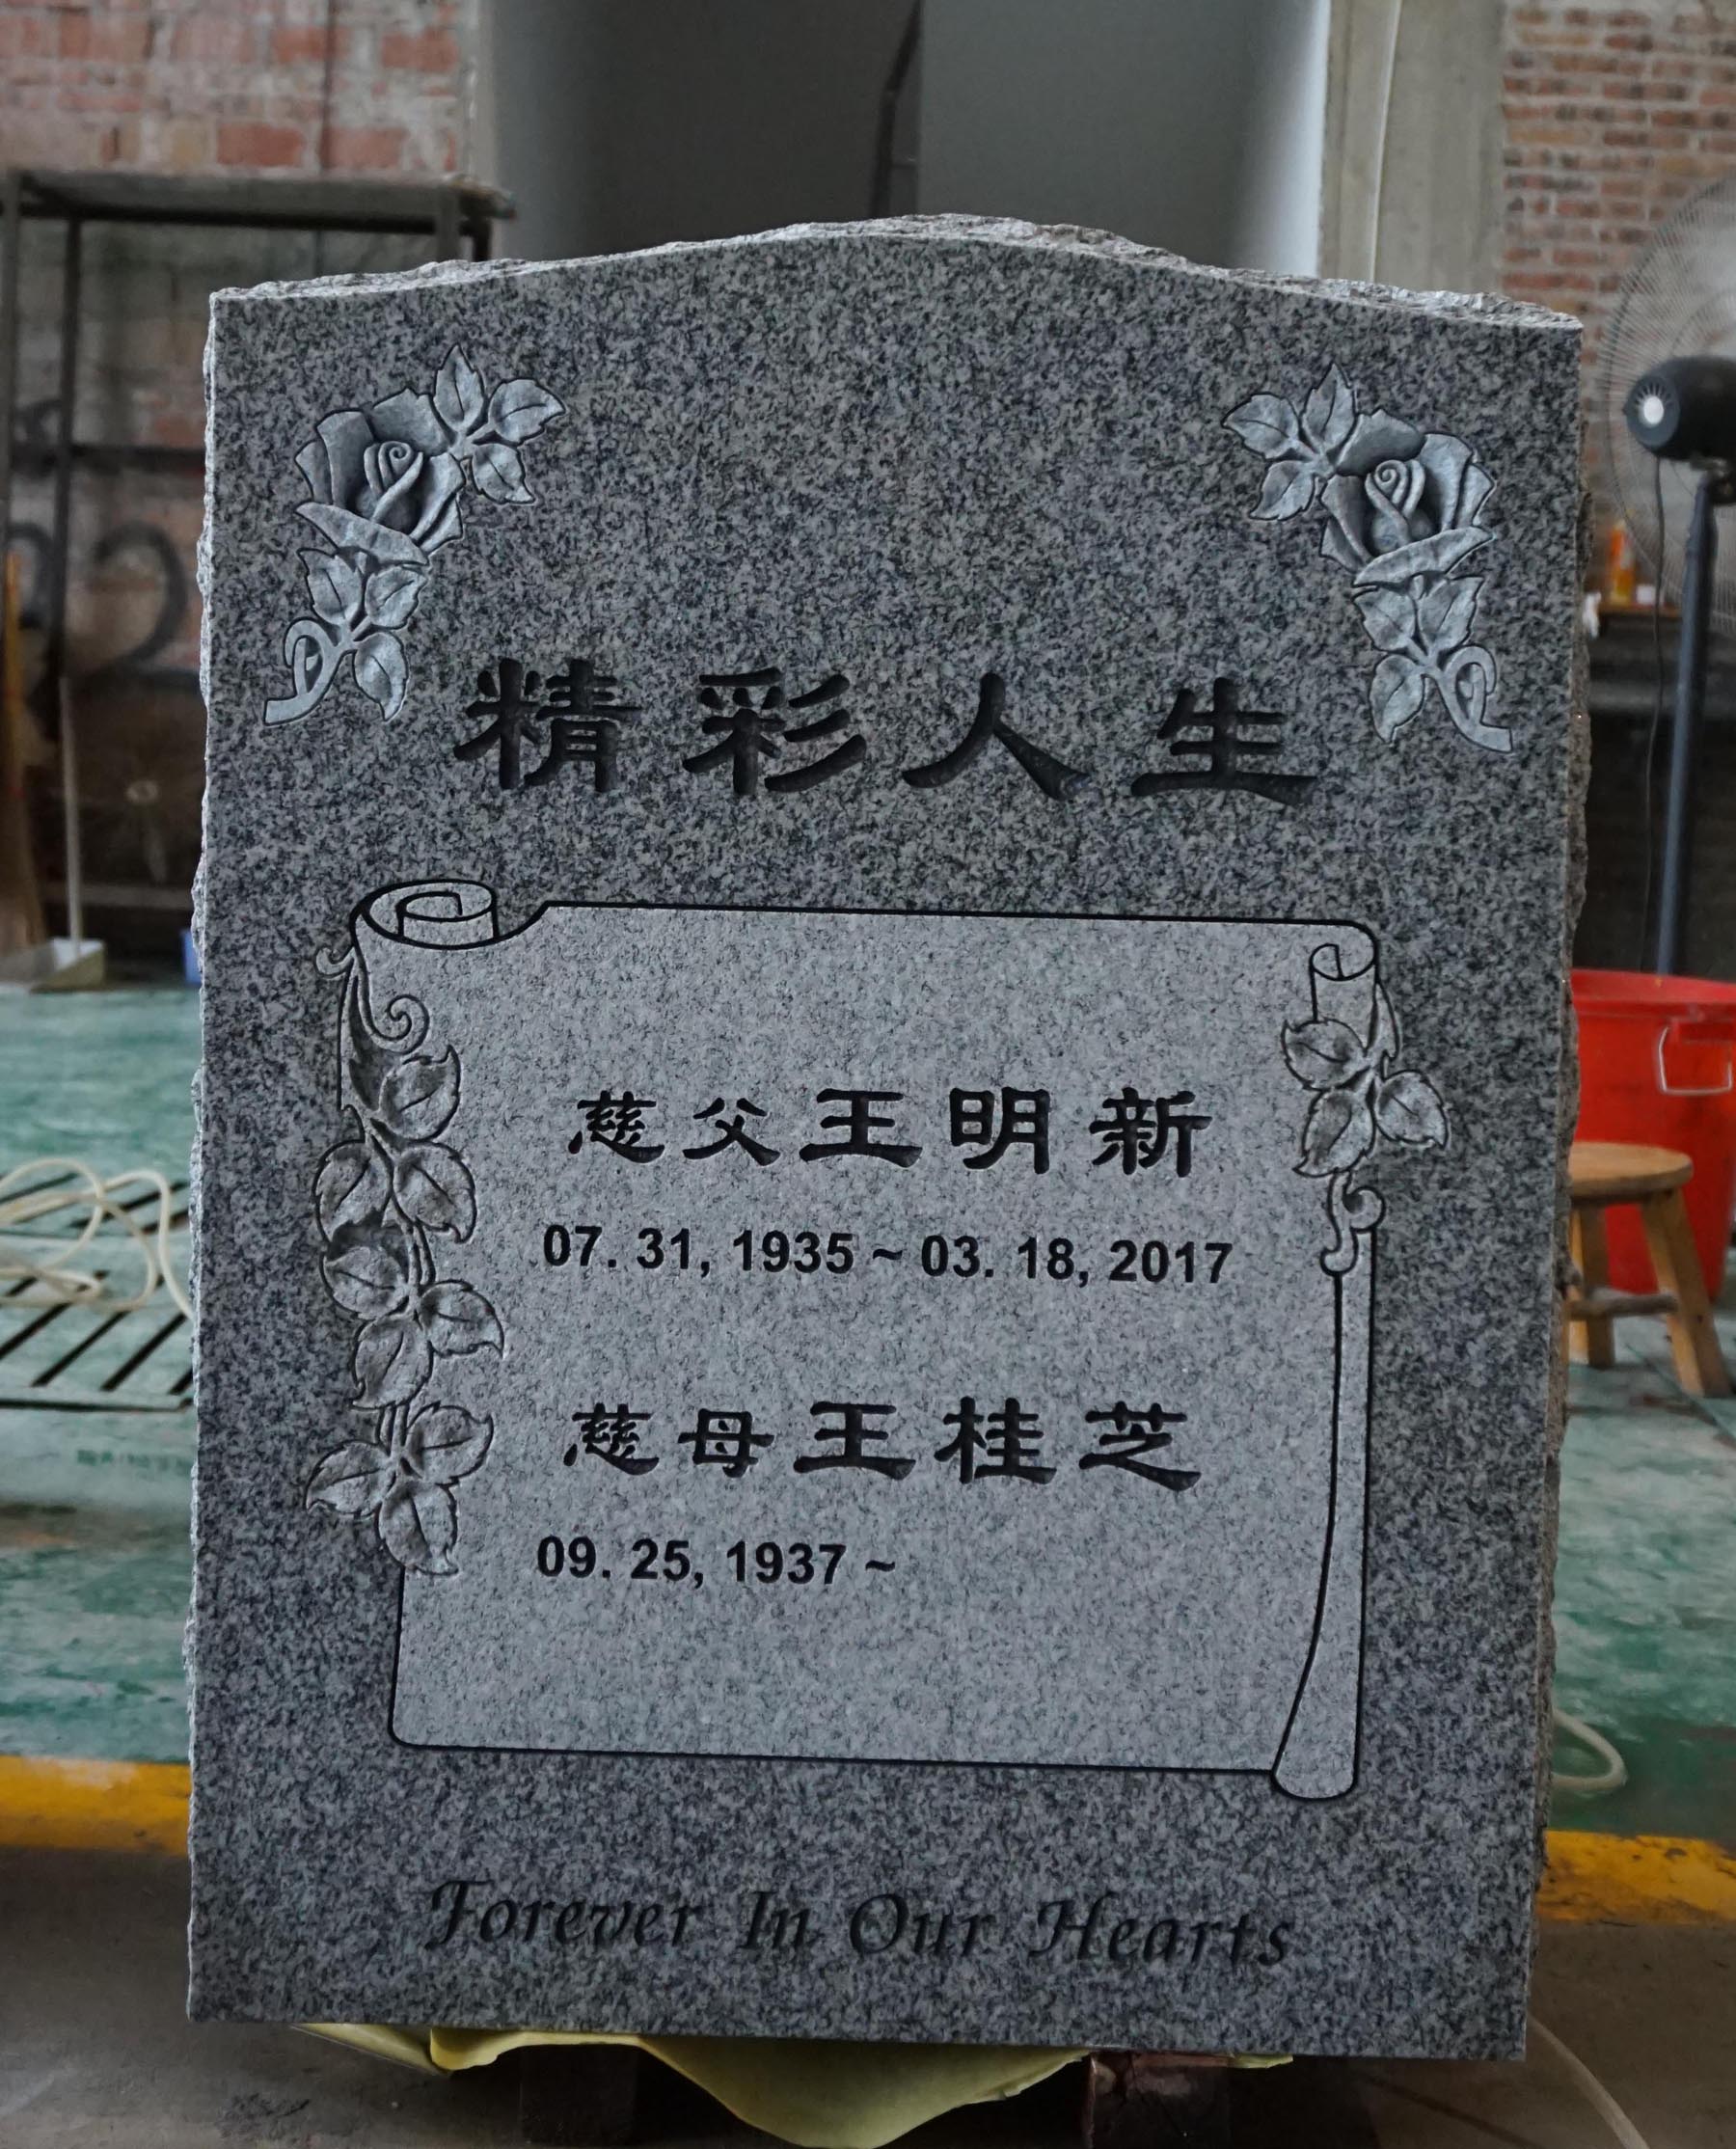 精彩人生
慈父王明新
07. 31, 1935 ~ 03. 18, 2017
慈母王桂芝
09. 25, 1937 ~
Forever In Our Hearts